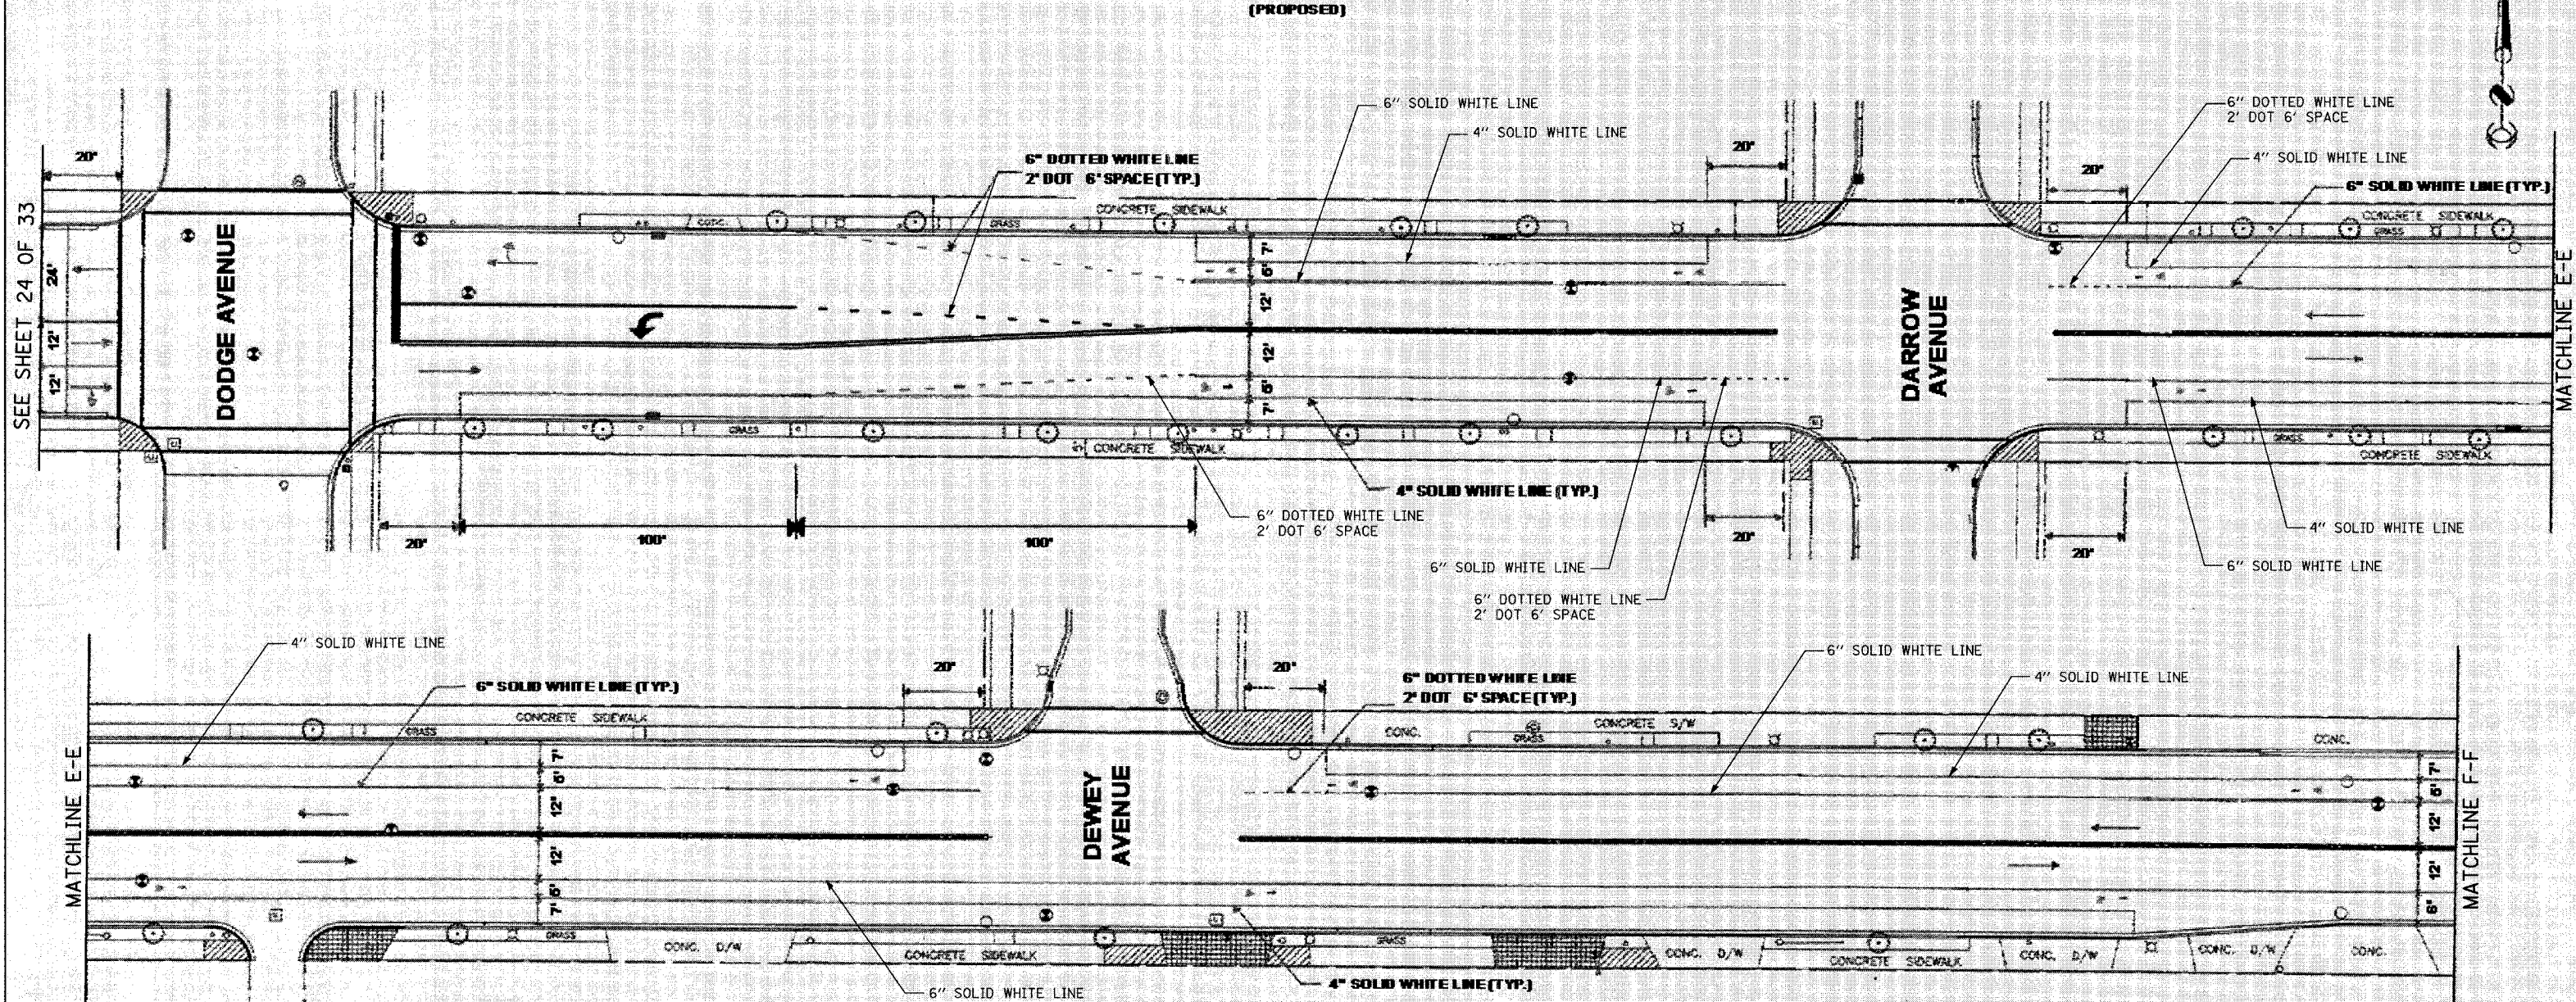 (PROPOSED)
6" SOLID WHITE LINE
4" SOLID WHITE LINE
6" DOTTED WHITE LINE
2' DOT 6' SPACE
4" SOLID WHITE LINE
6" SOLID WHITE LINE (TYP.)
20'
6" DOTTED WHITE LINE
2' DOT 6' SPACE (TYP.)
20'
20'
SEE SHEET 24 OF 33
24'
12'
12'
DODGE AVENUE
CONC.
GRASS
CONCRETE SIDEWALK
7'
12'
12'
7'
DARROW
AVENUE
CONCRETE SIDEWALK
GRASS
MATCHLINE E-E
GRASS
CONCRETE SIDEWALK
GRASS
CONCRETE SIDEWALK
4" SOLID WHITE LINE (TYP.)
6" DOTTED WHITE LINE
2' DOT 6' SPACE
20'
100'
100'
20'
20'
4" SOLID WHITE LINE
6" SOLID WHITE LINE
6" SOLID WHITE LINE
6" DOTTED WHITE LINE
2' DOT 6' SPACE
4" SOLID WHITE LINE
6" SOLID WHITE LINE (TYP.)
20'
20'
6" DOTTED WHITE LINE
2' DOT 6' SPACE (TYP.)
6" SOLID WHITE LINE
4" SOLID WHITE LINE
MATCHLINE E-E
GRASS
CONCRETE SIDEWALK
7'
12'
12'
7'
DEWEY
AVENUE
CONC.
GRASS
CONCRETE S/W
CONC.
7'
12'
12'
MATCHLINE F-F
GRASS
CONC. D/W
CONCRETE SIDEWALK
GRASS
CONC. D/W
CONCRETE SIDEWALK
CONC. D/W
CONC. D/W
CONC.
6" SOLID WHITE LINE
4" SOLID WHITE LINE (TYP.)